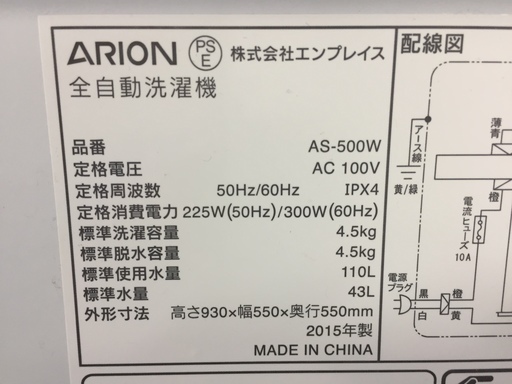 ARION PSE 株式会社エンプレイス
全自動洗濯機
品番 AS-500W
定格電圧 AC 100V
定格周波数 50Hz/60Hz IPX4
定格消費電力 225W(50Hz)/300W(60Hz)
標準洗濯容量 4.5kg
標準脱水容量 4.5kg
標準使用水量 110L
標準水量 43L
外形寸法 高さ930×幅550×奥行550mm
2015年製
MADE IN CHINA
配線図
アース線
黄/緑
薄青
橙
電流ヒューズ
10A
電源プラグ
黒 橙
白 黄